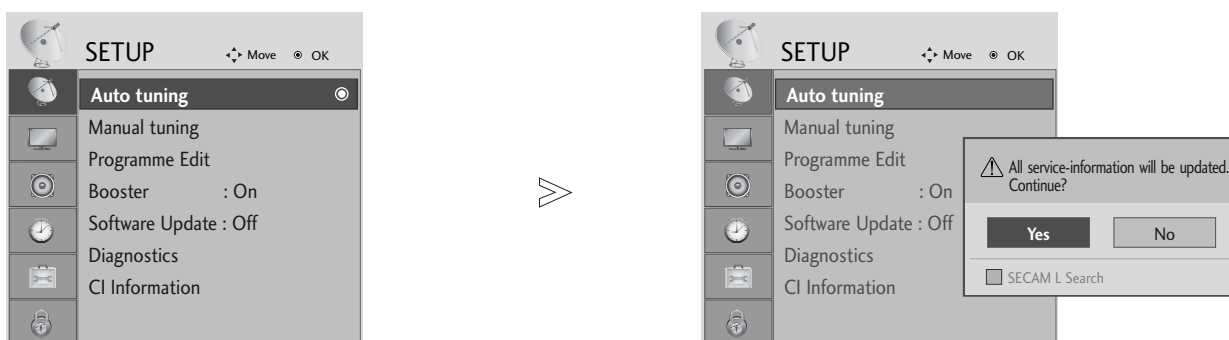 SETUP Move OK
Auto tuning
Manual tuning
Programme Edit
Booster : On
Software Update : Off
Diagnostics
CI Information
SETUP Move OK
Auto tuning
Manual tuning
Programme Edit
Booster : On
Software Update : Off
Diagnostics
CI Information
All service-information will be updated.
Continue?
Yes No
SECAM L Search